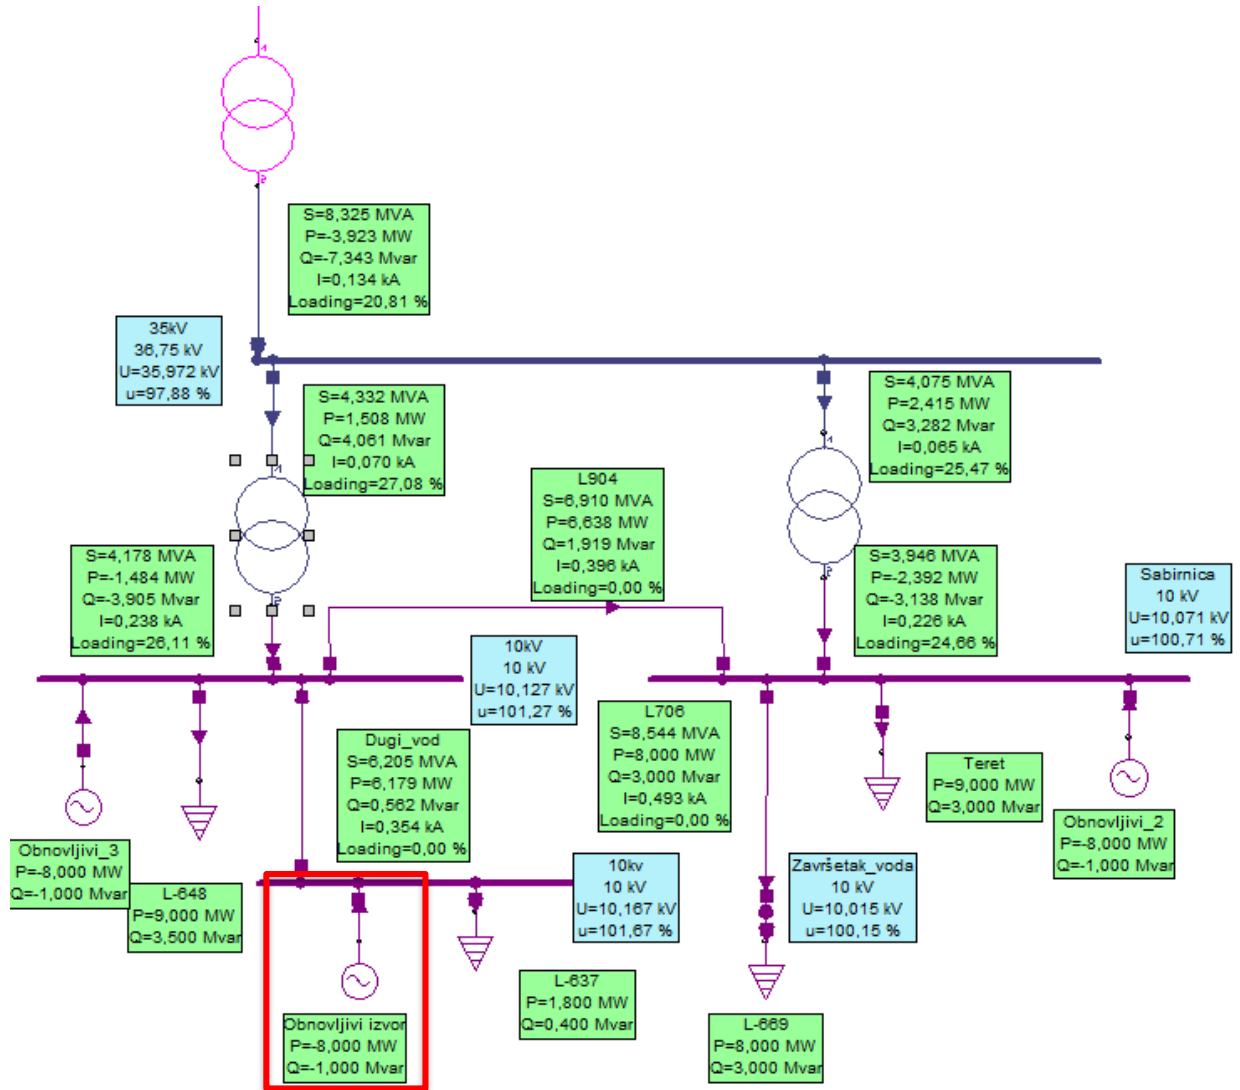 S=8,325 MVA
P=-3,923 MW
Q=-7,343 Mvar
I=0,134 kA
Loading=20,81 %
35kV
36,75 kV
U=35,972 kV
u=97,88 %
S=4,332 MVA
P=1,508 MW
Q=4,061 Mvar
I=0,070 kA
Loading=27,08 %
S=4,075 MVA
P=2,415 MW
Q=3,282 Mvar
I=0,065 kA
Loading=25,47 %
L904
S=6,910 MVA
P=6,638 MW
Q=1,919 Mvar
I=0,396 kA
Loading=0,00 %
S=4,178 MVA
P=-1,484 MW
Q=-3,905 Mvar
I=0,238 kA
Loading=26,11 %
S=3,946 MVA
P=-2,392 MW
Q=-3,138 Mvar
I=0,226 kA
Loading=24,66 %
Sabirnica
10 kV
U=10,071 kV
u=100,71 %
10kV
10 kV
U=10,127 kV
u=101,27 %
Dugi_vod
S=6,205 MVA
P=6,179 MW
Q=0,562 Mvar
I=0,354 kA
Loading=0,00 %
L706
S=8,544 MVA
P=8,000 MW
Q=3,000 Mvar
I=0,493 kA
Loading=0,00 %
Teret
P=9,000 MW
Q=3,000 Mvar
Obnovljivi_2
P=-8,000 MW
Q=-1,000 Mvar
Obnovljivi_3
P=-8,000 MW
Q=-1,000 Mvar
L-648
P=9,000 MW
Q=3,500 Mvar
10kv
10 kV
U=10,167 kV
u=101,67 %
Završetak_voda
10 kV
U=10,015 kV
u=100,15 %
Obnovljivi izvor
P=-8,000 MW
Q=-1,000 Mvar
L-637
P=1,800 MW
Q=0,400 Mvar
L-669
P=8,000 MW
Q=3,000 Mvar